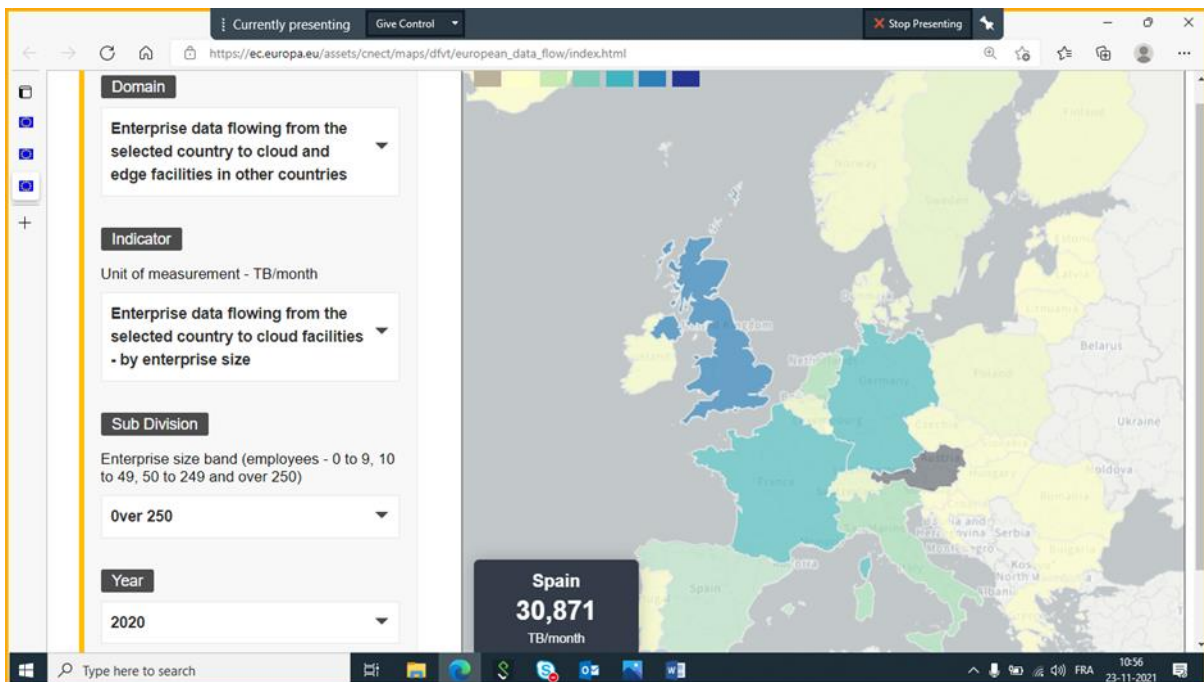 Currently presenting
Give Control
Stop Presenting
https://ec.europa.eu/assets/cnect/maps/dfvt/european_data_flow/index.html
Domain
Enterprise data flowing from the
selected country to cloud and
edge facilities in other countries
Indicator
Unit of measurement - TB/month
Enterprise data flowing from the
selected country to cloud facilities
- by enterprise size
Sub Division
Enterprise size band (employees - 0 to 9, 10
to 49, 50 to 249 and over 250)
0ver 250
Year
2020
Finland
Norway
Sweden
Estonia
Latvia
Lithuania
Belarus
Poland
Germany
Ukraine
Czechia
Slovakia
Austria
Hungary
Moldova
France
Romania
Serbia
Bulgaria
Italy
Spain
Spain
30,871
TB/month
Type here to search
FRA
10:56
23-11-2021